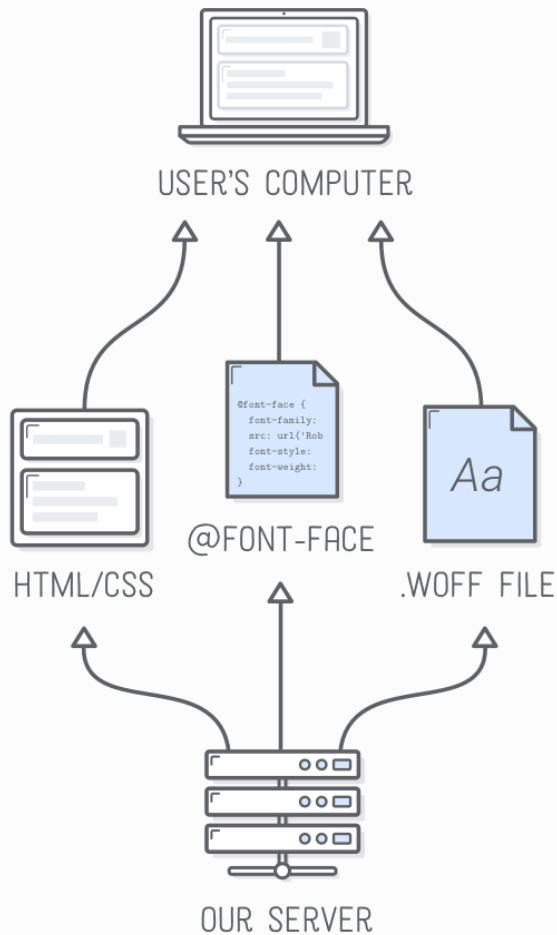 USER'S COMPUTER
@font-face {
font-family:
src: url('Rob
font-style:
font-weight:
}
Aa
@FONT-FACE
HTML/CSS
.WOFF FILE
OUR SERVER